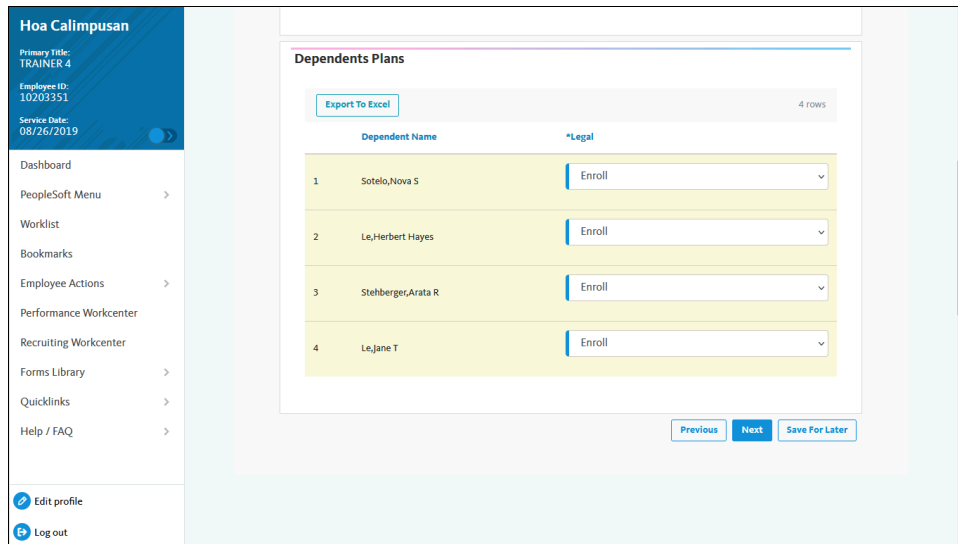 Hoa Calimpusan
Primary Title:
TRAINER 4
Employee ID:
10203351
Service Date:
08/26/2019
Dashboard
PeopleSoft Menu
Worklist
Bookmarks
Employee Actions
Performance Workcenter
Recruiting Workcenter
Forms Library
Quicklinks
Help / FAQ
Edit profile
Log out
Dependents Plans
Export To Excel
4 rows
Dependent Name *Legal
1 Sotelo,Nova S Enroll
2 Le,Herbert Hayes Enroll
3 Stehberger,Arata R Enroll
4 Le,Jane T Enroll
Previous Next Save For Later